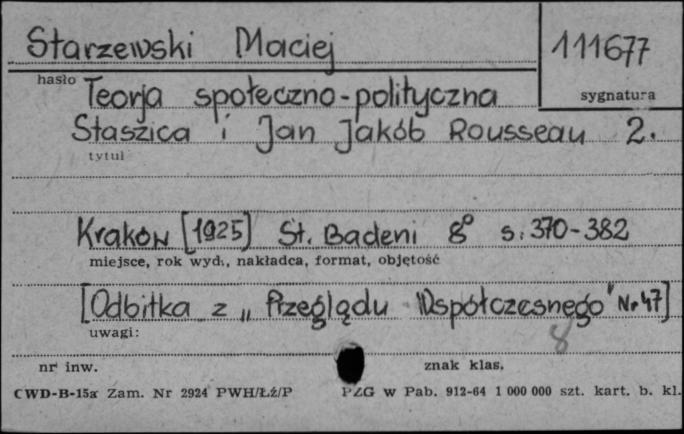 Starzewski Maciej
111677
hasło
sygnatura
Teorja społeczno-polityczna
Staszica i Jan Jakób Rousseau 2.
tytuł
Kraków [1925] St. Badeni 8° s. 370-382
miejsce, rok wyd., nakładca, format, objętość
[Odbitka z „Przeglądu Współczesnego" Nr 47]
8
uwagi:
nr inw.
znak klas.
CWD-B-15a Zam. Nr 2924 PWH/Łź/P
PZG w Pab. 912-64 1 000 000 szt. kart. b. kl.